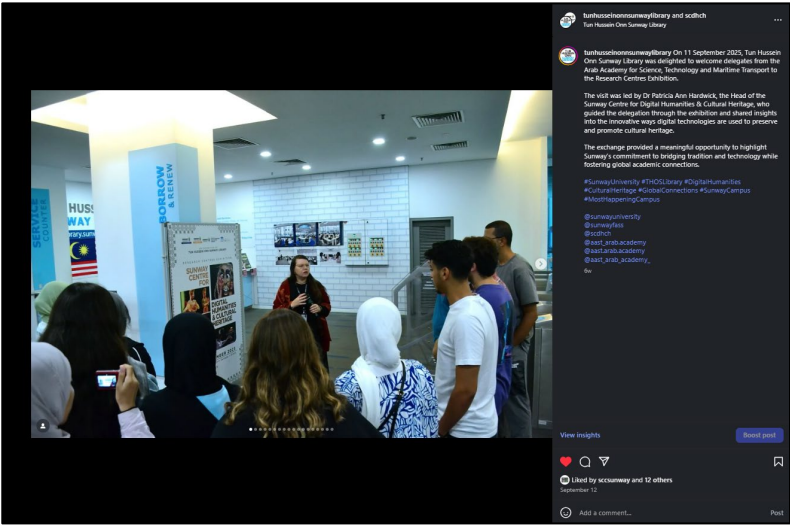 tunhusseinonnsunwaylibrary and scdhch
Tun Hussein Onn Sunway Library
tunhusseinonnsunwaylibrary On 11 September 2025, Tun Hussein
Onn Sunway Library was delighted to welcome delegates from the
Arab Academy for Science, Technology and Maritime Transport to
the Research Centres Exhibition.
The visit was led by Dr Patricia Ann Hardwick, the Head of the
Sunway Centre for Digital Humanities & Cultural Heritage, who
guided the delegation through the exhibition and shared insights
into the innovative ways digital technologies are used to preserve
and promote cultural heritage.
The exchange provided a meaningful opportunity to highlight
Sunway's commitment to bridging tradition and technology while
fostering global academic connections.
#SunwayUniversity #THOSLibrary #DigitalHumanities
#CulturalHeritage #GlobalConnections #SunwayCampus
#MostHappeningCampus
@sunwayuniversity
@sunwayfass
@scdhch
@aast_arab.academy
@aast.arab.academy
@aast_arab_academy_
6w
View insights
Boost post
Liked by sccsunway and 12 others
September 12
Add a comment...
Post
SERVICE
COUNTER
HUSS
WAY
BORROW
& RENEW
SUNWAY
CENTRE
FOR
DIGITAL
HUMANITIES
& CULTURAL
HERITAGE